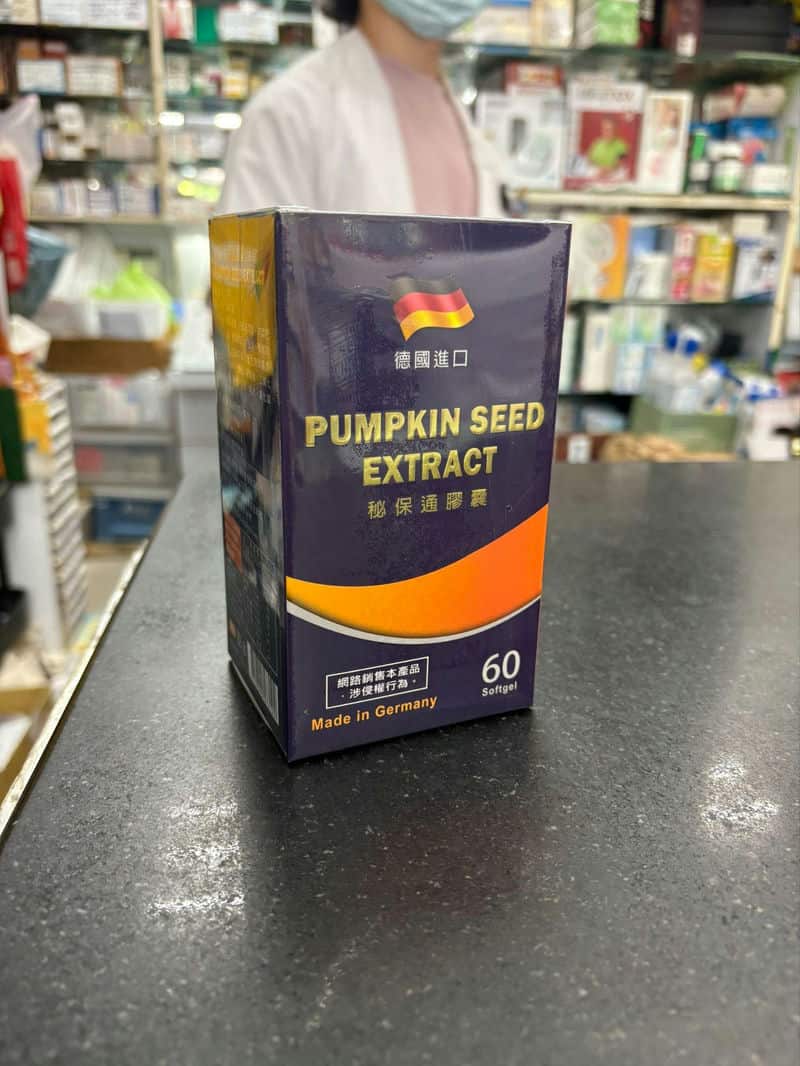 德國進口
PUMPKIN SEED
EXTRACT
秘保通膠囊
網路銷售本產品
‧涉侵權行為‧
60
Softgel
Made in Germany